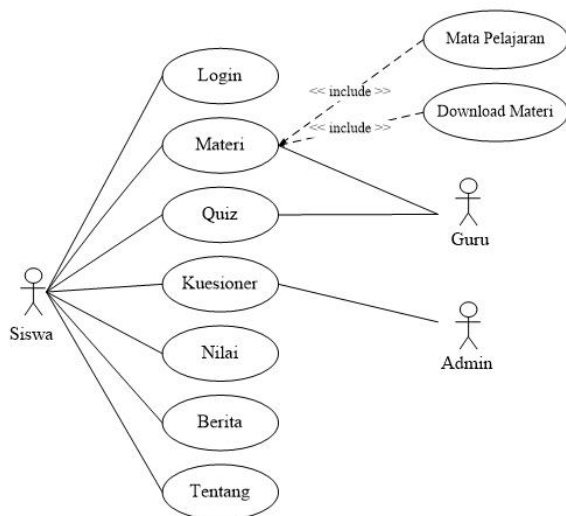 Mata Pelajaran
Login
<< include >>
Download Materi
<< include >>
Materi
Quiz
Guru
Kuesioner
Siswa
Nilai
Admin
Berita
Tentang